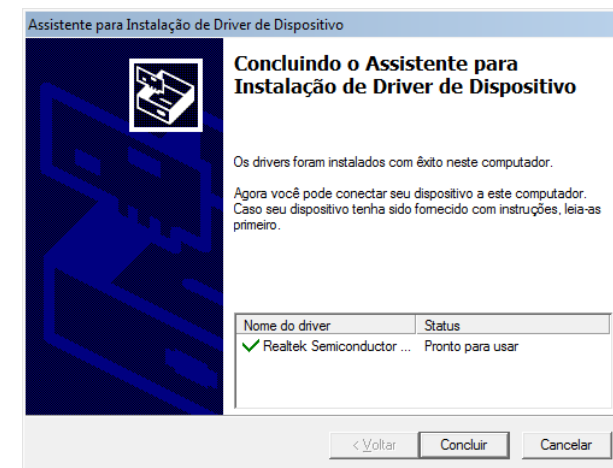 Assistente para Instalação de Driver de Dispositivo
Concluindo o Assistente para
Instalação de Driver de Dispositivo
Os drivers foram instalados com êxito neste computador.
Agora você pode conectar seu dispositivo a este computador.
Caso seu dispositivo tenha sido fornecido com instruções, leia-as
primeiro.
Nome do driver Status
Realtek Semiconductor ... Pronto para usar
< Voltar Concluir Cancelar